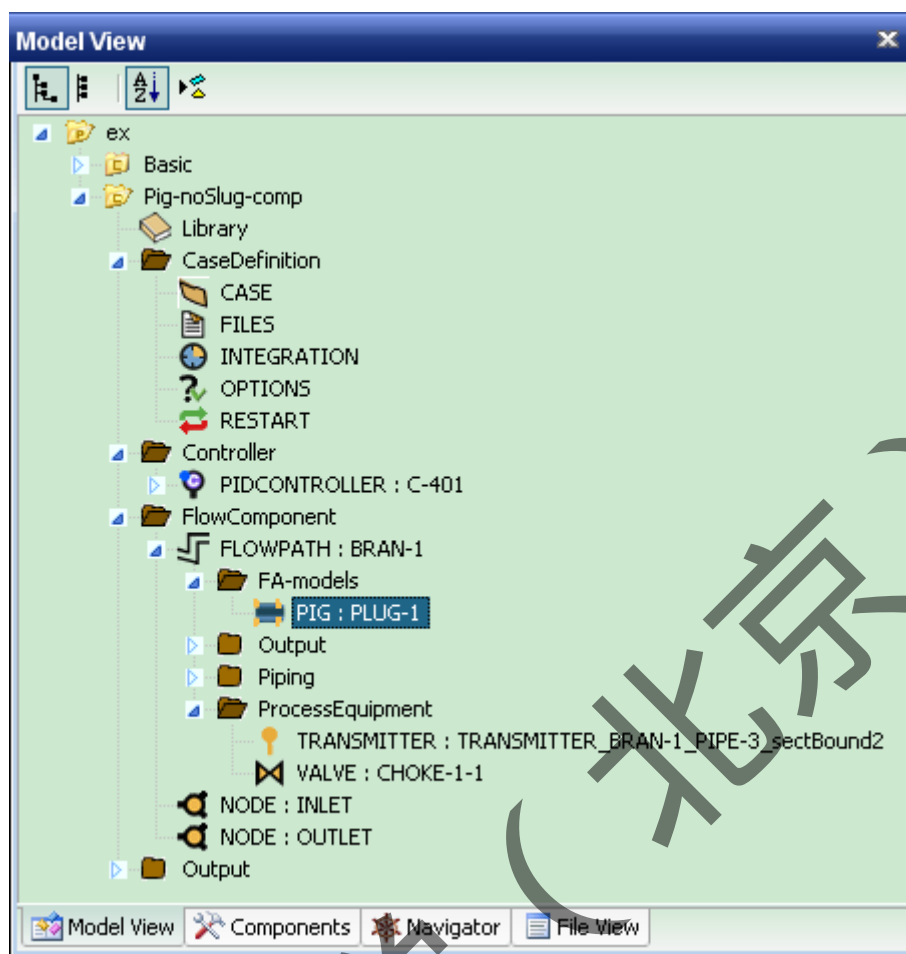 Model View
ex
Basic
Pig-noSlug-comp
Library
CaseDefinition
CASE
FILES
INTEGRATION
OPTIONS
RESTART
Controller
PIDCONTROLLER : C-401
FlowComponent
FLOWPATH : BRAN-1
FA-models
PIG : PLUG-1
Output
Piping
ProcessEquipment
TRANSMITTER : TRANSMITTER_BRAN-1_PIPE-3_sectBound2
VALVE : CHOKE-1-1
NODE : INLET
NODE : OUTLET
Output
Model View Components Navigator File View
(北京)